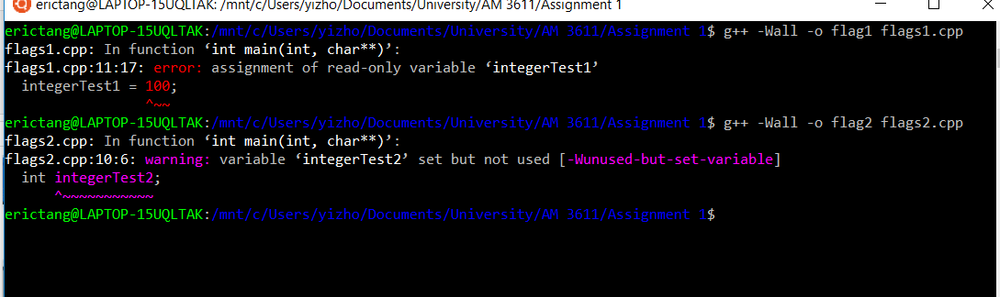 erictang@LAPTOP-15UQLTAK: /mnt/c/Users/yizho/Documents/University/AM 3611/Assignment 1
erictang@LAPTOP-15UQLTAK:/mnt/c/Users/yizho/Documents/University/AM 3611/Assignment 1$ g++ -Wall -o flag1 flags1.cpp
flags1.cpp: In function ‘int main(int, char**)’:
flags1.cpp:11:17: error: assignment of read-only variable ‘integerTest1’
  integerTest1 = 100;
                 ^~~
erictang@LAPTOP-15UQLTAK:/mnt/c/Users/yizho/Documents/University/AM 3611/Assignment 1$ g++ -Wall -o flag2 flags2.cpp
flags2.cpp: In function ‘int main(int, char**)’:
flags2.cpp:10:6: warning: variable ‘integerTest2’ set but not used [-Wunused-but-set-variable]
  int integerTest2;
      ^~~~~~~~~~~~
erictang@LAPTOP-15UQLTAK:/mnt/c/Users/yizho/Documents/University/AM 3611/Assignment 1$